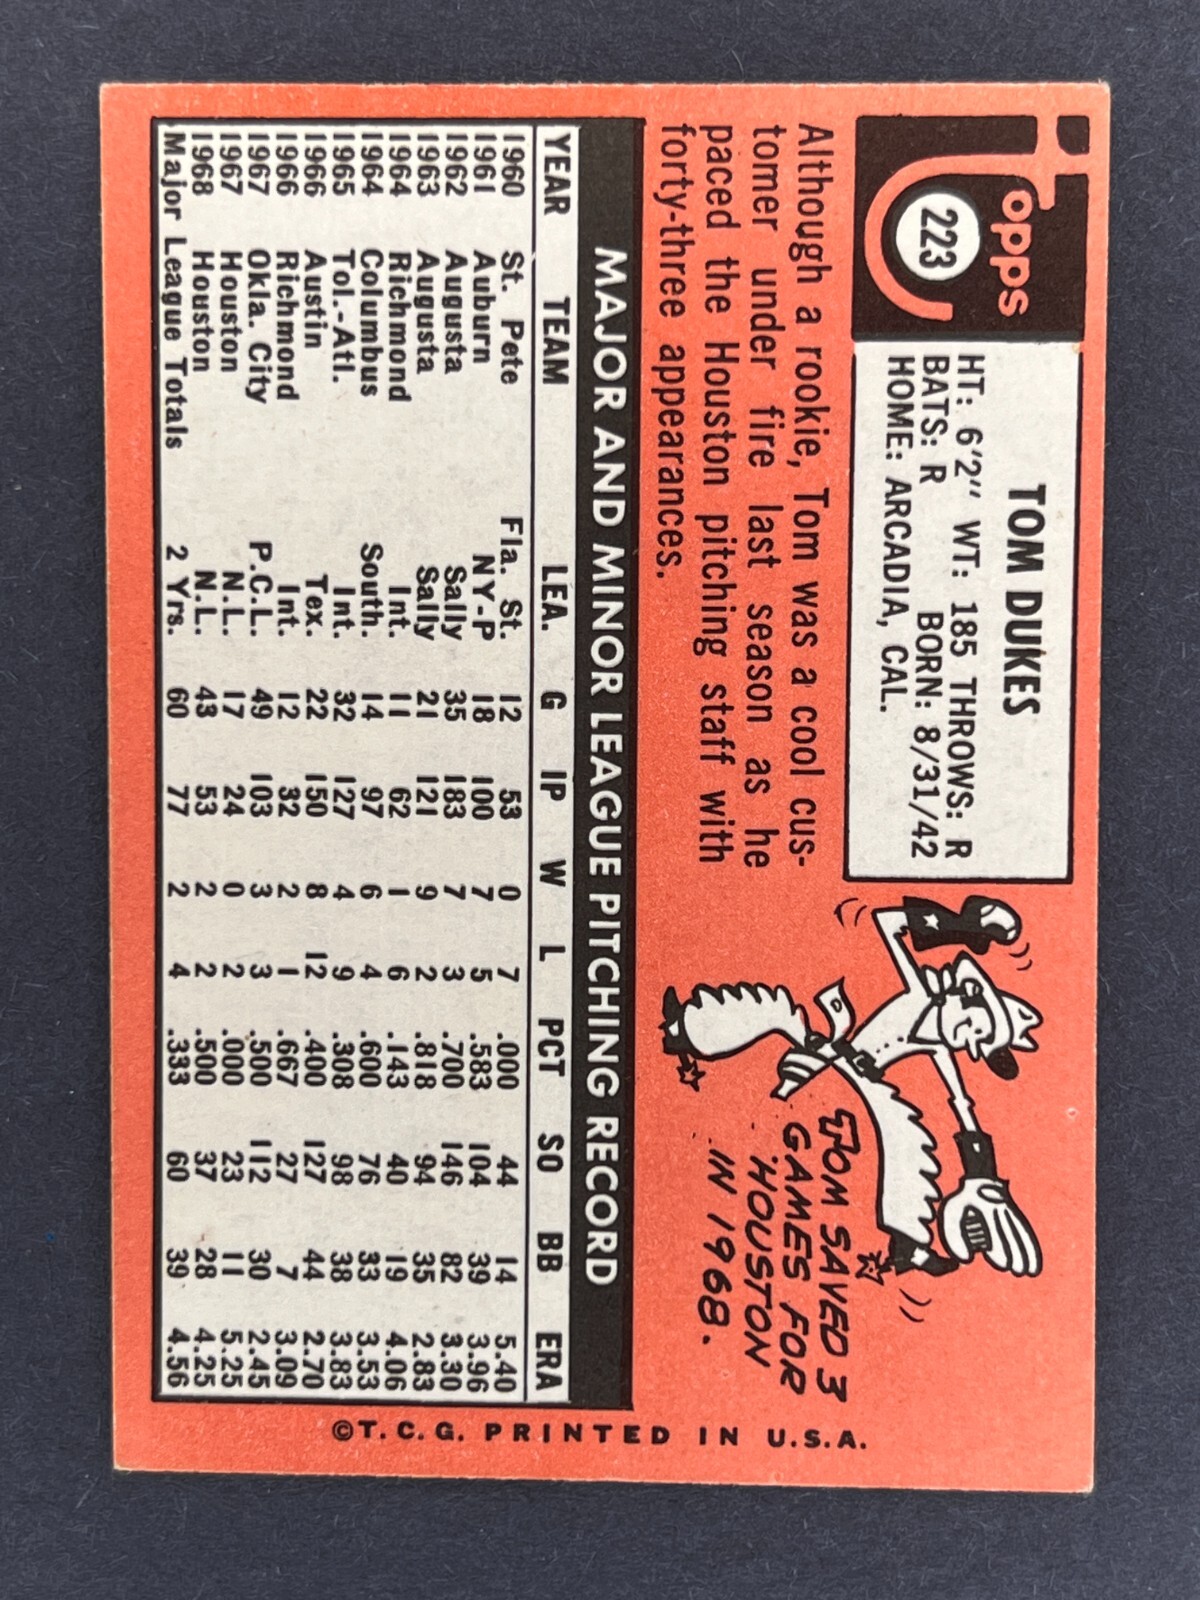 Topps
223
TOM DUKES
HT: 6'2" WT: 185 THROWS: R
BATS: R BORN: 8/31/42
HOME: ARCADIA, CAL.
Although a rookie, Tom was a cool cus-
tomer under fire last season as he
paced the Houston pitching staff with
forty-three appearances.
TOM SAVED 3
GAMES FOR
HOUSTON
IN 1968.
MAJOR AND MINOR LEAGUE PITCHING RECORD
YEAR TEAM LEA. G IP W L PCT SO BB ERA
1960 St. Pete Fla. St. 12 53 0 7 .000 44 14 5.40
1961 Auburn NY-P 18 100 7 5 .583 104 39 3.96
1962 Augusta Sally 35 183 7 3 .700 146 82 3.30
1963 Augusta Sally 21 121 9 2 .818 94 35 2.83
1964 Richmond Int. 11 62 1 6 .143 40 19 4.06
1964 Columbus South. 14 97 6 4 .600 76 33 3.53
1965 Tol.-Atl. Int. 32 127 4 9 .308 98 38 3.83
1966 Austin Tex. 22 150 8 12 .400 127 44 2.70
1966 Richmond Int. 12 32 2 1 .667 27 7 3.09
1967 Okla. City P.C.L. 49 103 3 3 .500 112 30 2.45
1967 Houston N.L. 17 24 0 2 .000 23 11 5.25
1968 Houston N.L. 43 53 2 2 .500 37 28 4.25
Major League Totals 2 Yrs. 60 77 2 4 .333 60 39 4.56
©T.C.G. PRINTED IN U.S.A.